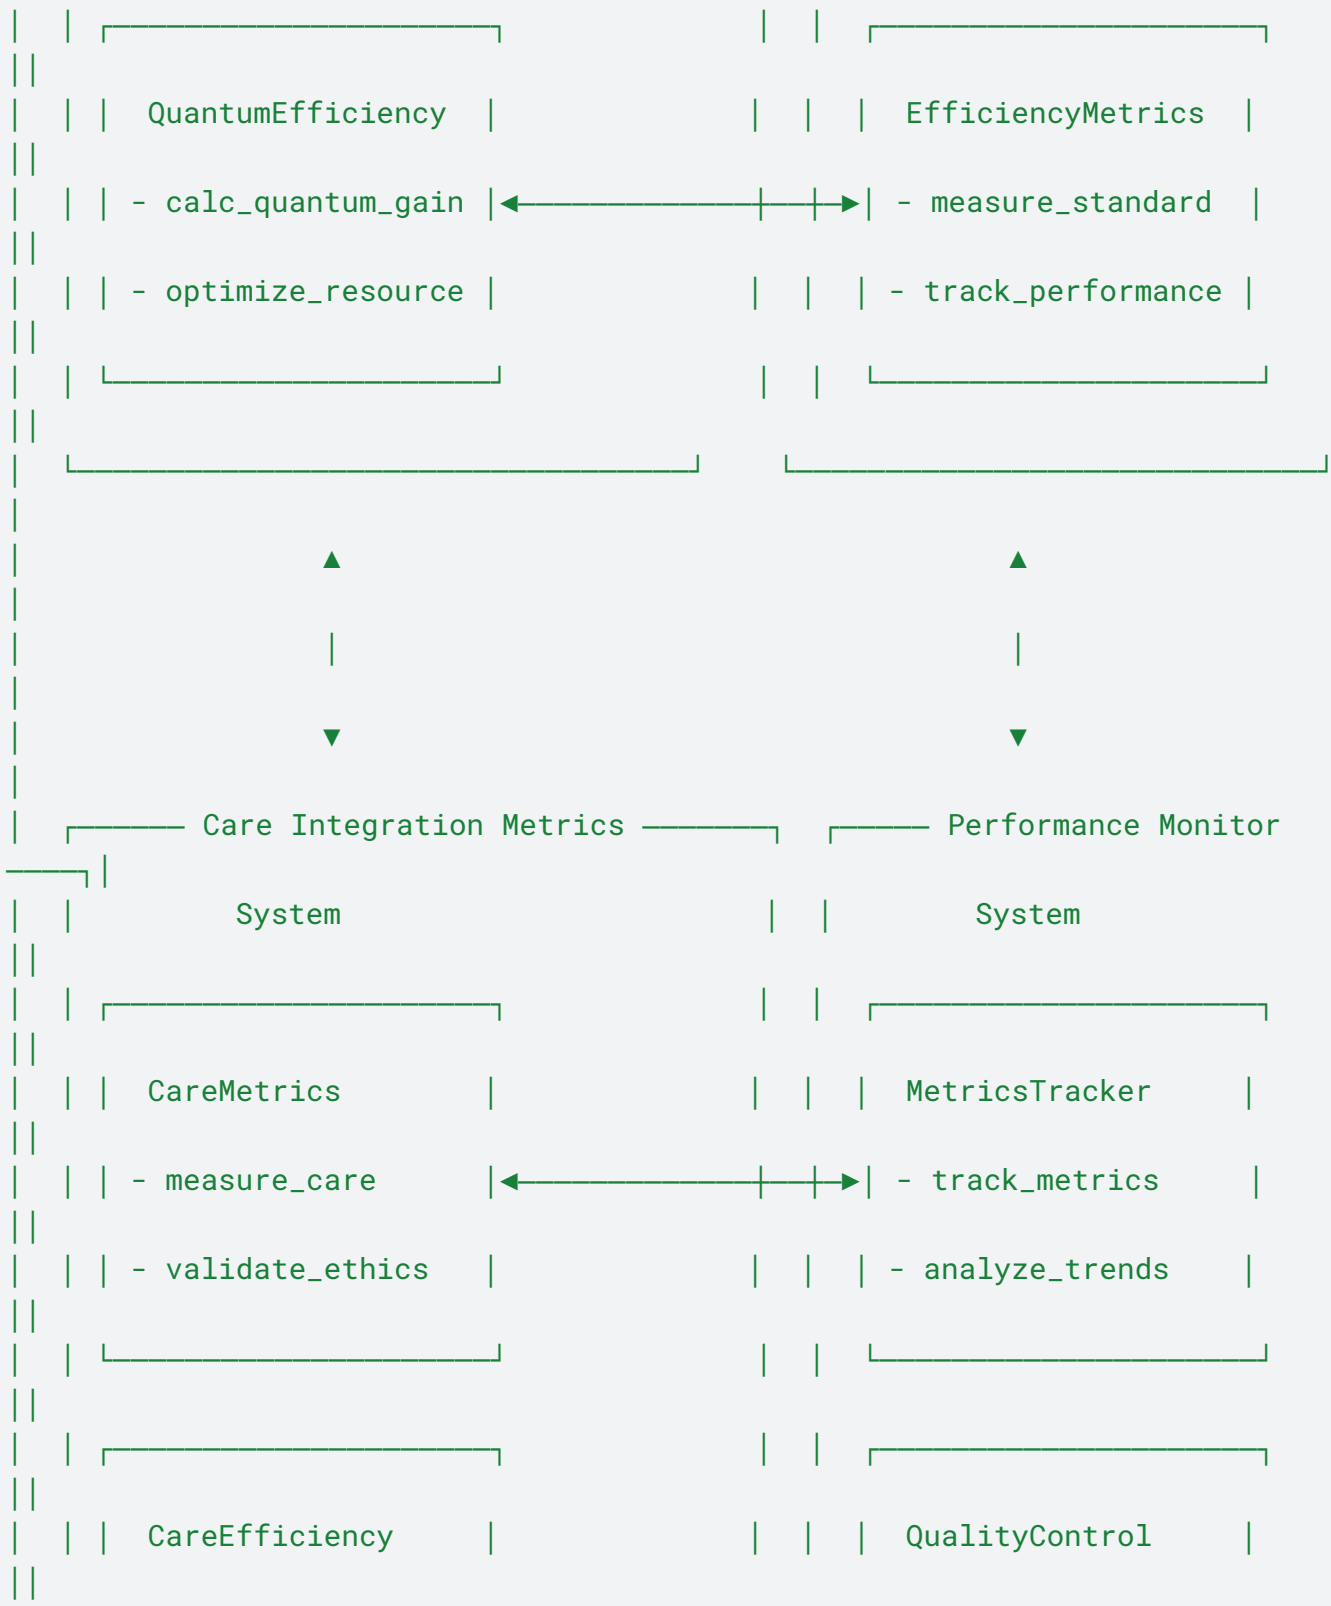 QuantumEfficiency EfficiencyMetrics
- calc_quantum_gain - measure_standard
- optimize_resource - track_performance
Care Integration Metrics Performance Monitor
System System
CareMetrics MetricsTracker
- measure_care - track_metrics
- validate_ethics - analyze_trends
CareEfficiency QualityControl